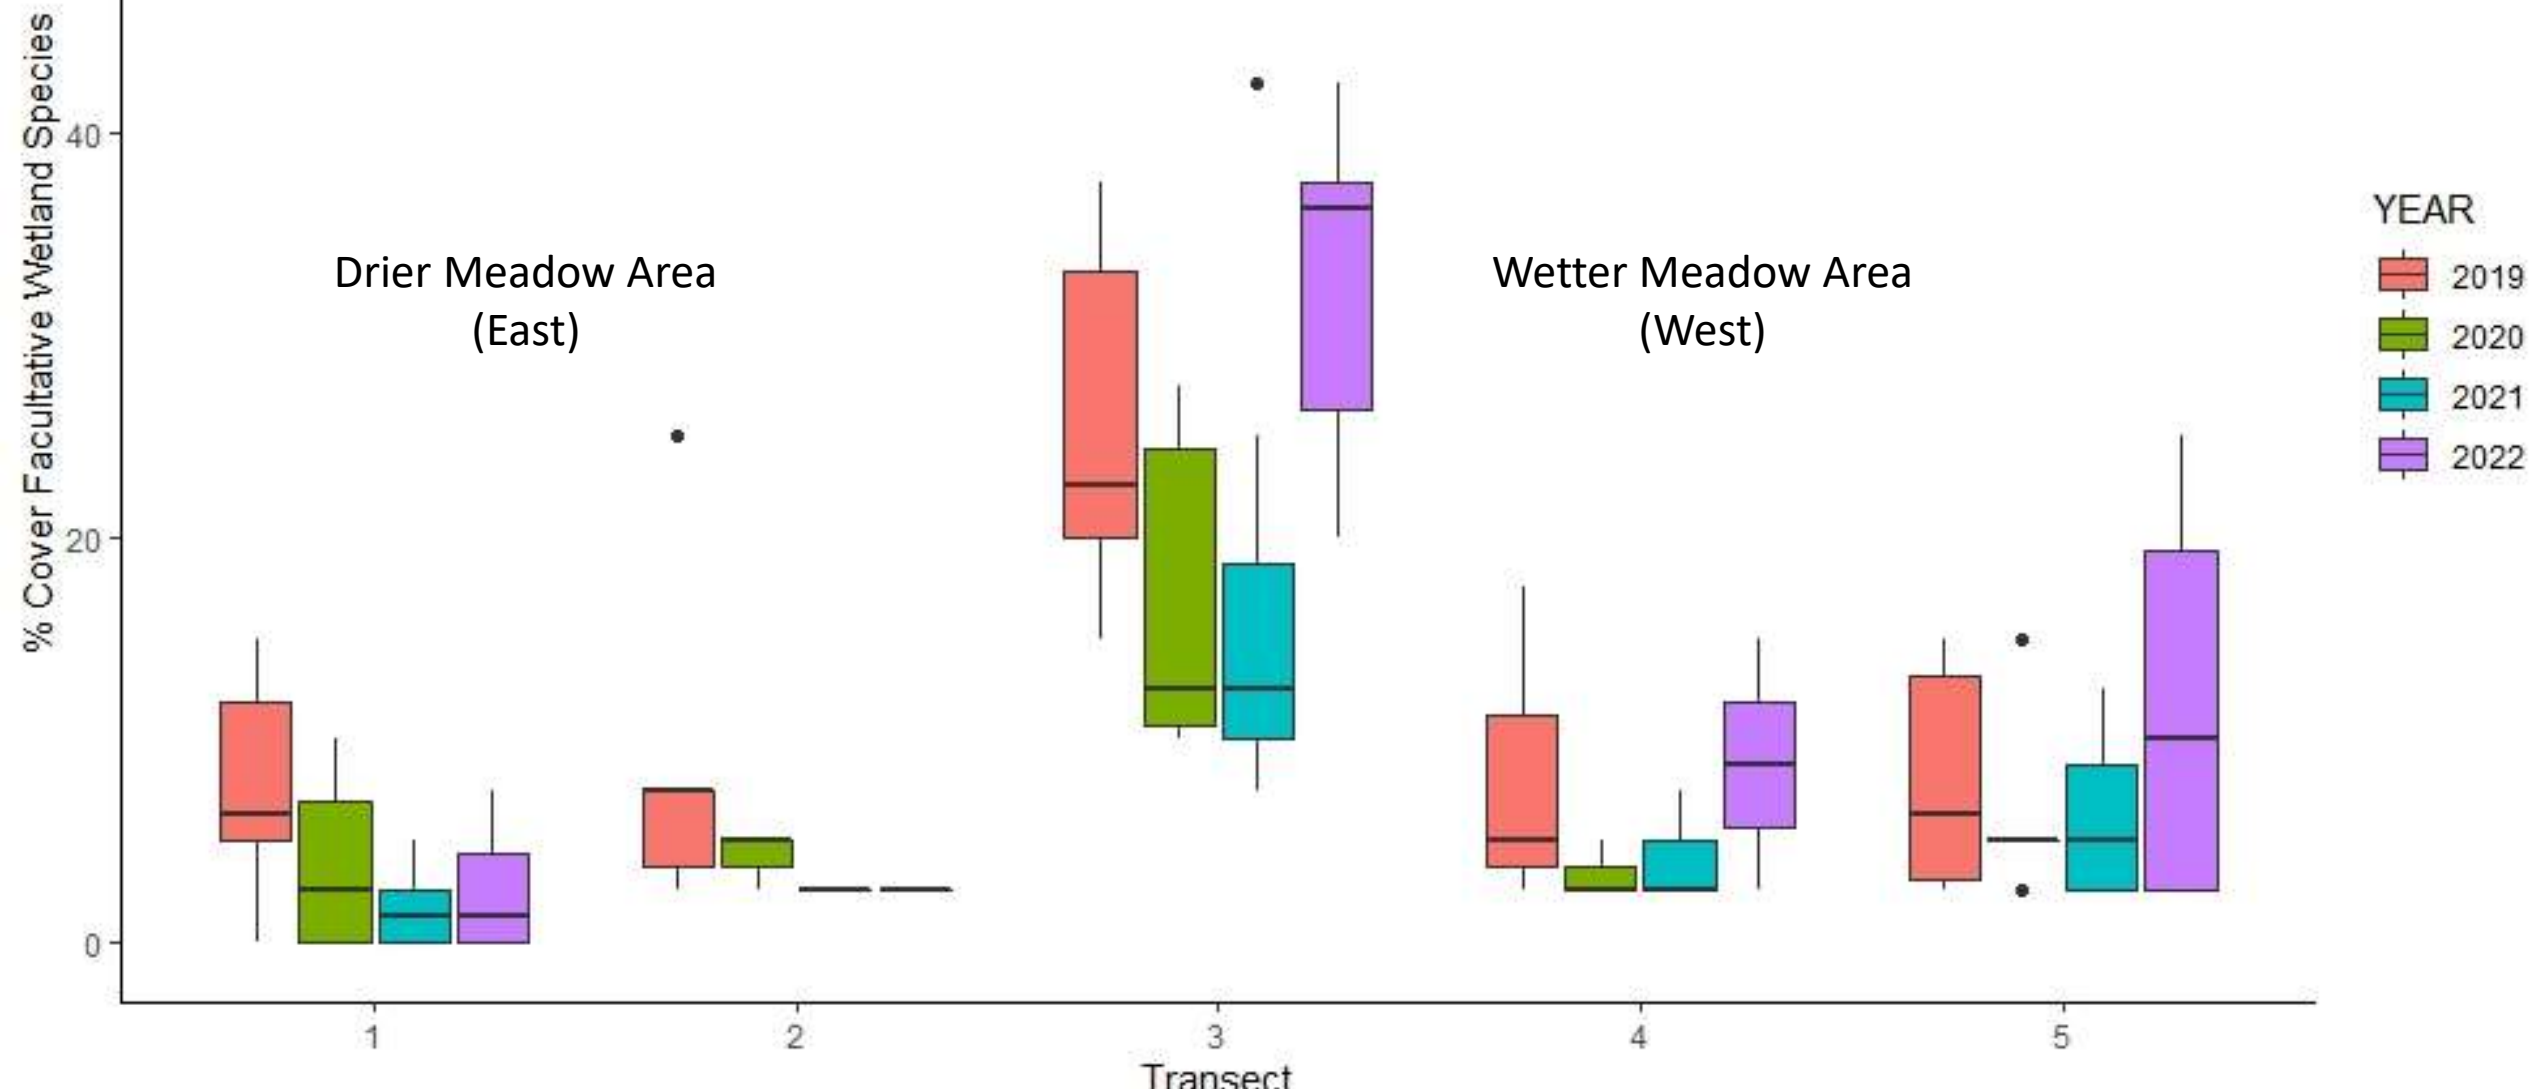 % Cover Facultative Wetland Species
40
20
0
Drier Meadow Area
(East)
Wetter Meadow Area
(West)
YEAR
2019
2020
2021
2022
1
2
3
4
5
Transect